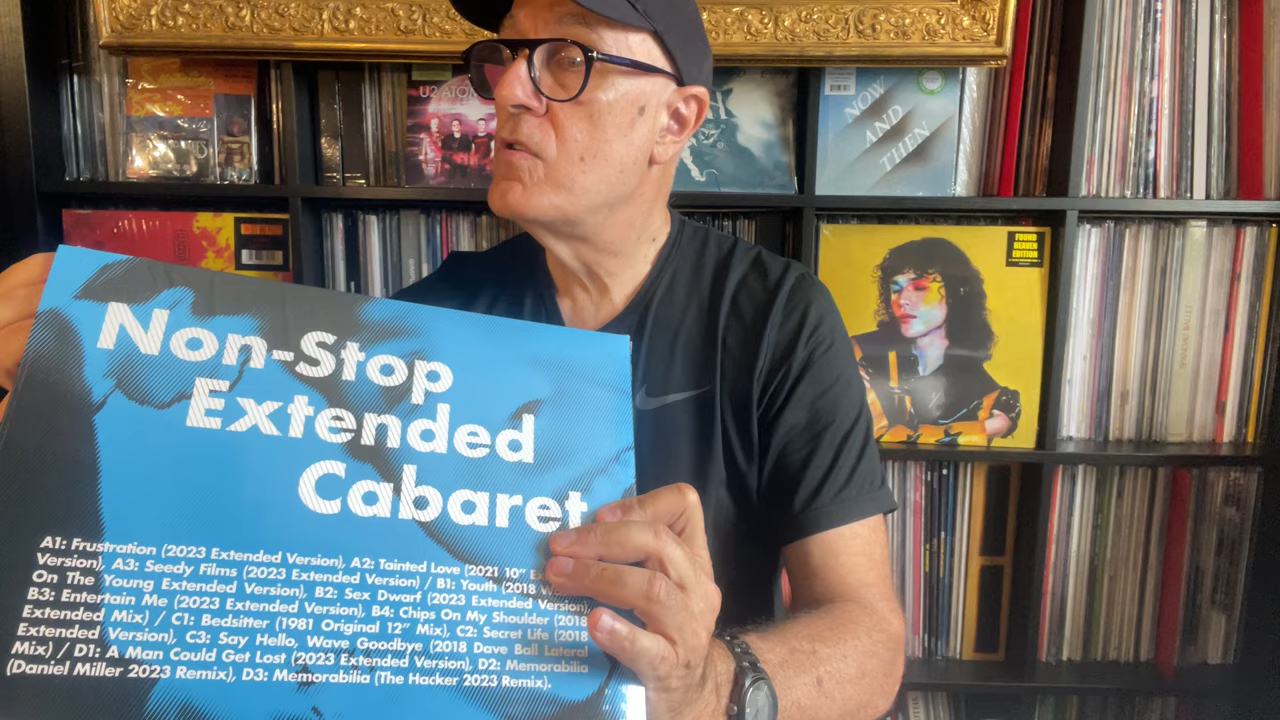 U2 ATOM
NOW
AND
THEN
FOUND
HEAVEN
EDITION
SPANDAU BALLET
Non-Stop
Extended
Cabaret
A1: Frustration (2023 Extended Version), A2: Tainted Love (2021 10"
Version), A3: Seedy Films (2023 Extended Version) / B1: Youth (2018
On The Young Extended Version), B2: Sex Dwarf (2023 Extended Version),
B3: Entertain Me (2023 Extended Version), B4: Chips On My Shoulder (2018
Extended Mix) / C1: Bedsitter (1981 Original 12" Mix), C2: Secret Life (2018
Extended Version), C3: Say Hello, Wave Goodbye (2018 Dave Ball Lateral
Mix) / D1: A Man Could Get Lost (2023 Extended Version), D2: Memorabilia
(Daniel Miller 2023 Remix), D3: Memorabilia (The Hacker 2023 Remix).